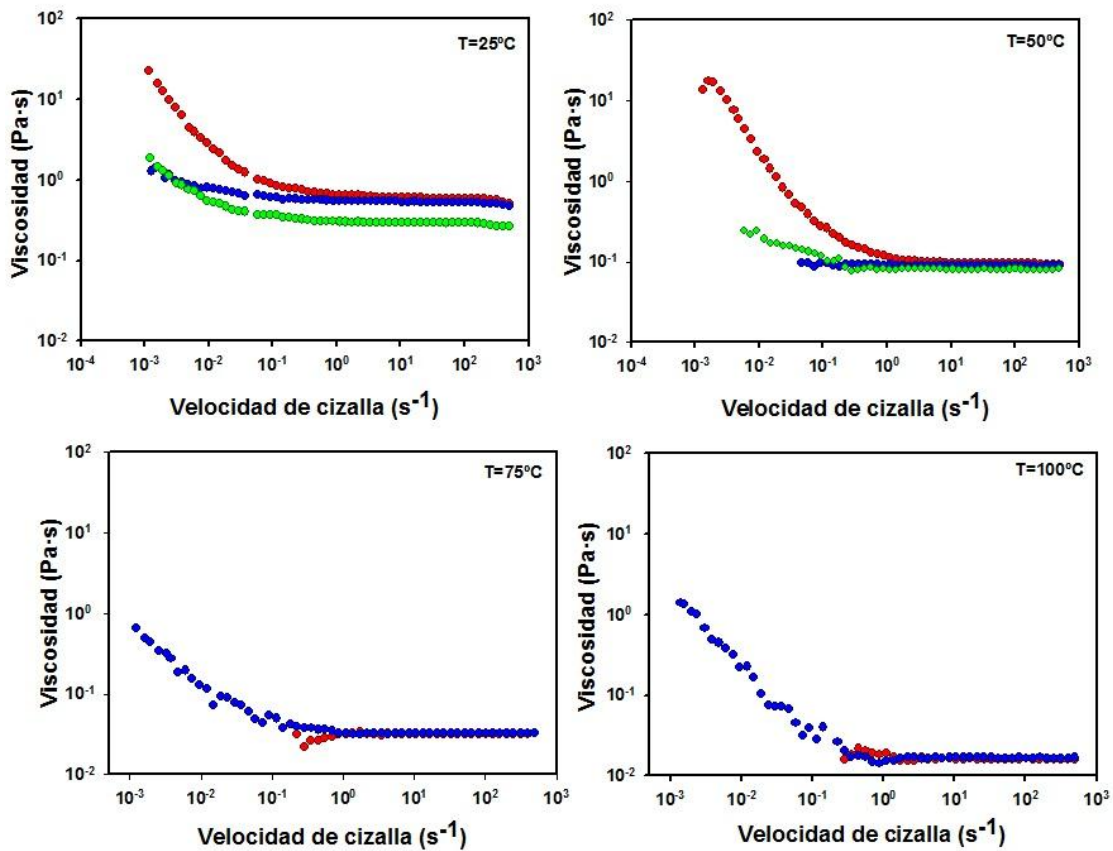 10²
T=25ºC
10¹
10⁰
10⁻¹
10⁻²
Viscosidad (Pa·s)
10⁻⁴ 10⁻³ 10⁻² 10⁻¹ 10⁰ 10¹ 10² 10³
Velocidad de cizalla (s⁻¹)
10²
T=50ºC
10¹
10⁰
10⁻¹
10⁻²
Viscosidad (Pa·s)
10⁻⁴ 10⁻³ 10⁻² 10⁻¹ 10⁰ 10¹ 10² 10³
Velocidad de cizalla (s⁻¹)
10²
T=75ºC
10¹
10⁰
10⁻¹
10⁻²
Viscosidad (Pa·s)
10⁻³ 10⁻² 10⁻¹ 10⁰ 10¹ 10² 10³
Velocidad de cizalla (s⁻¹)
10²
T=100ºC
10¹
10⁰
10⁻¹
10⁻²
Viscosidad (Pa·s)
10⁻³ 10⁻² 10⁻¹ 10⁰ 10¹ 10² 10³
Velocidad de cizalla (s⁻¹)